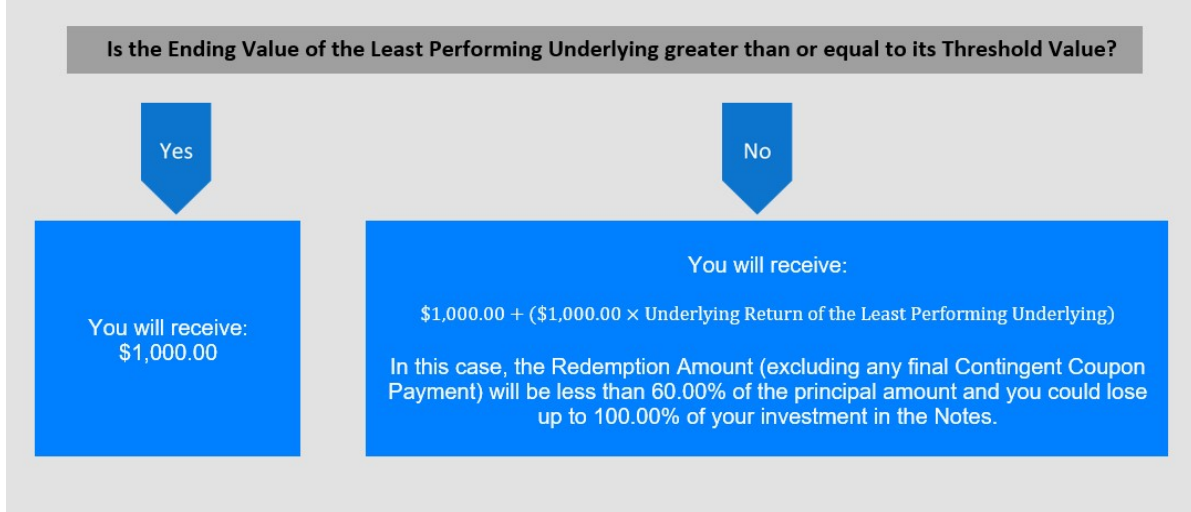 Is the Ending Value of the Least Performing Underlying greater than or equal to its Threshold Value?
Yes
No
You will receive:
$1,000.00
You will receive:
$1,000.00 + ($1,000.00 × Underlying Return of the Least Performing Underlying)
In this case, the Redemption Amount (excluding any final Contingent Coupon
Payment) will be less than 60.00% of the principal amount and you could lose
up to 100.00% of your investment in the Notes.